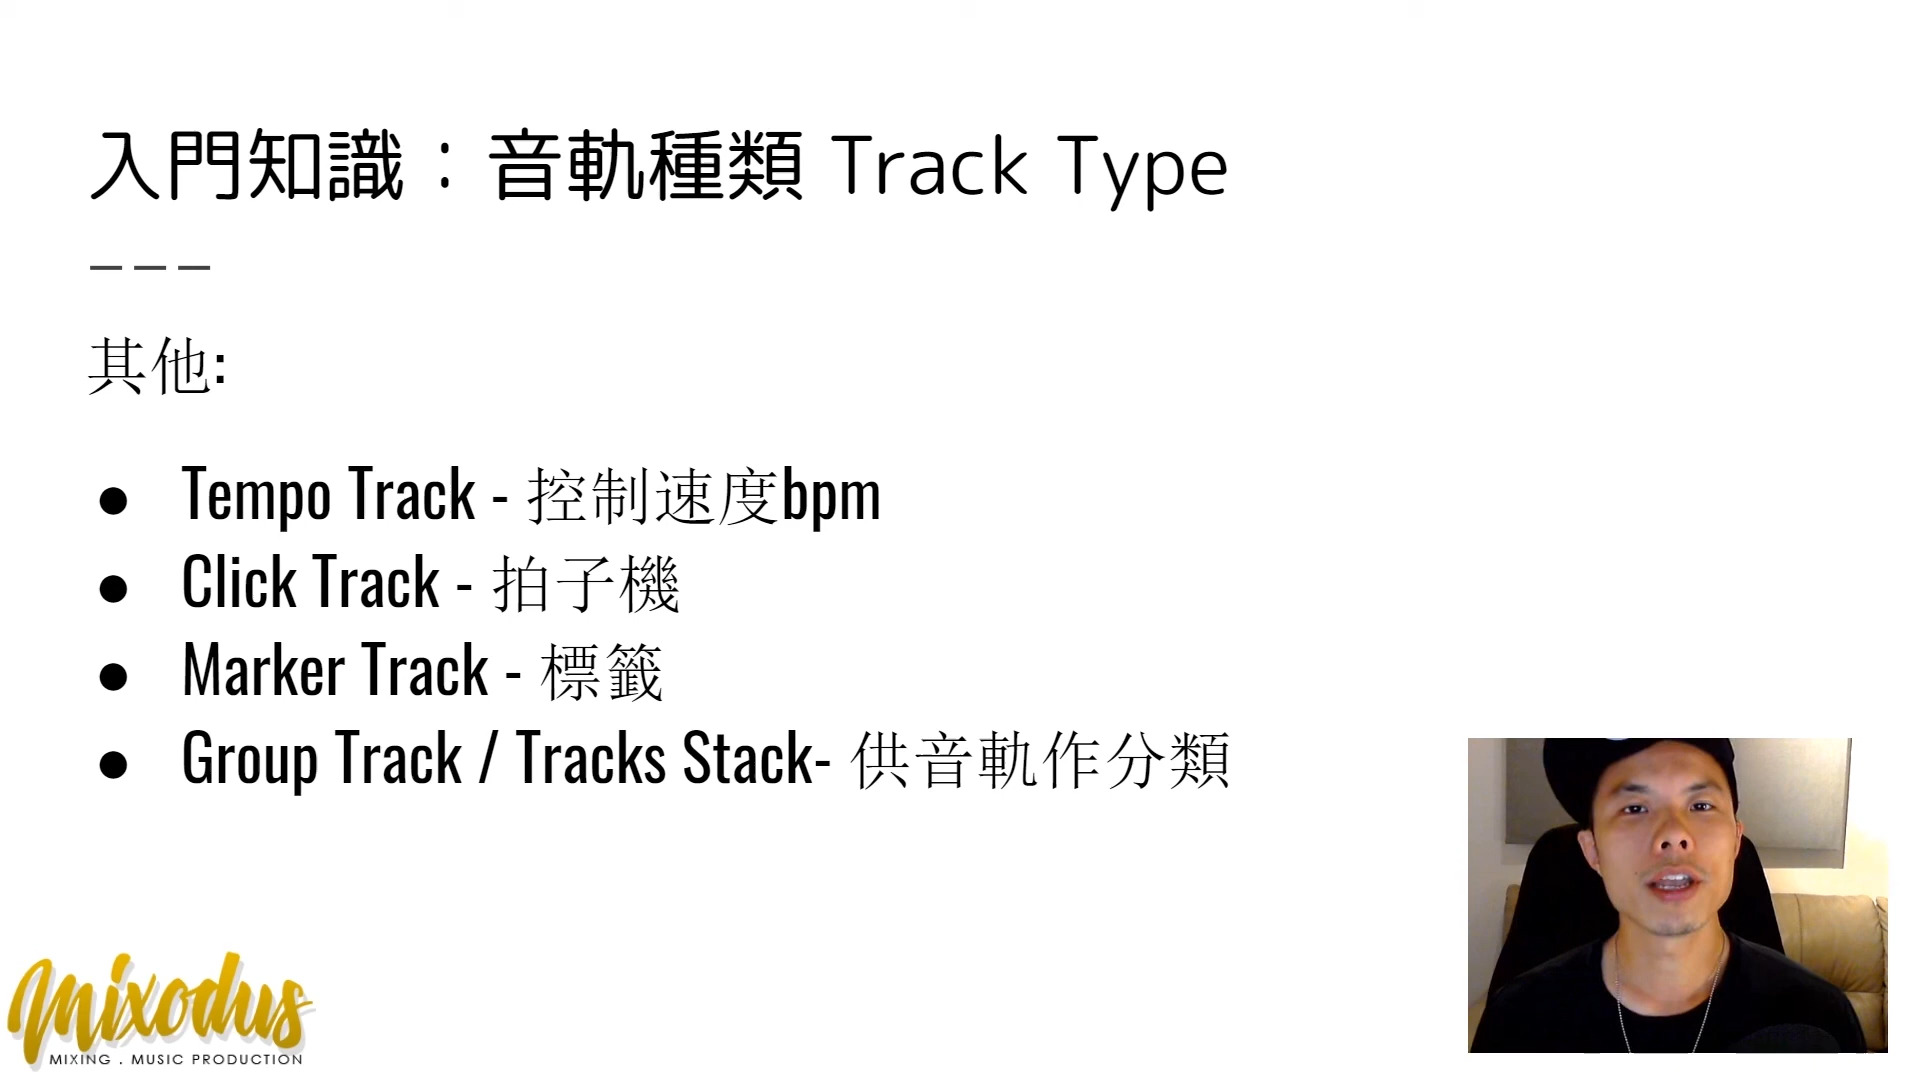 入門知識：音軌種類 Track Type
其他:
● Tempo Track - 控制速度bpm
● Click Track - 拍子機
● Marker Track - 標籤
● Group Track / Tracks Stack- 供音軌作分類
Mixodus
MIXING . MUSIC PRODUCTION